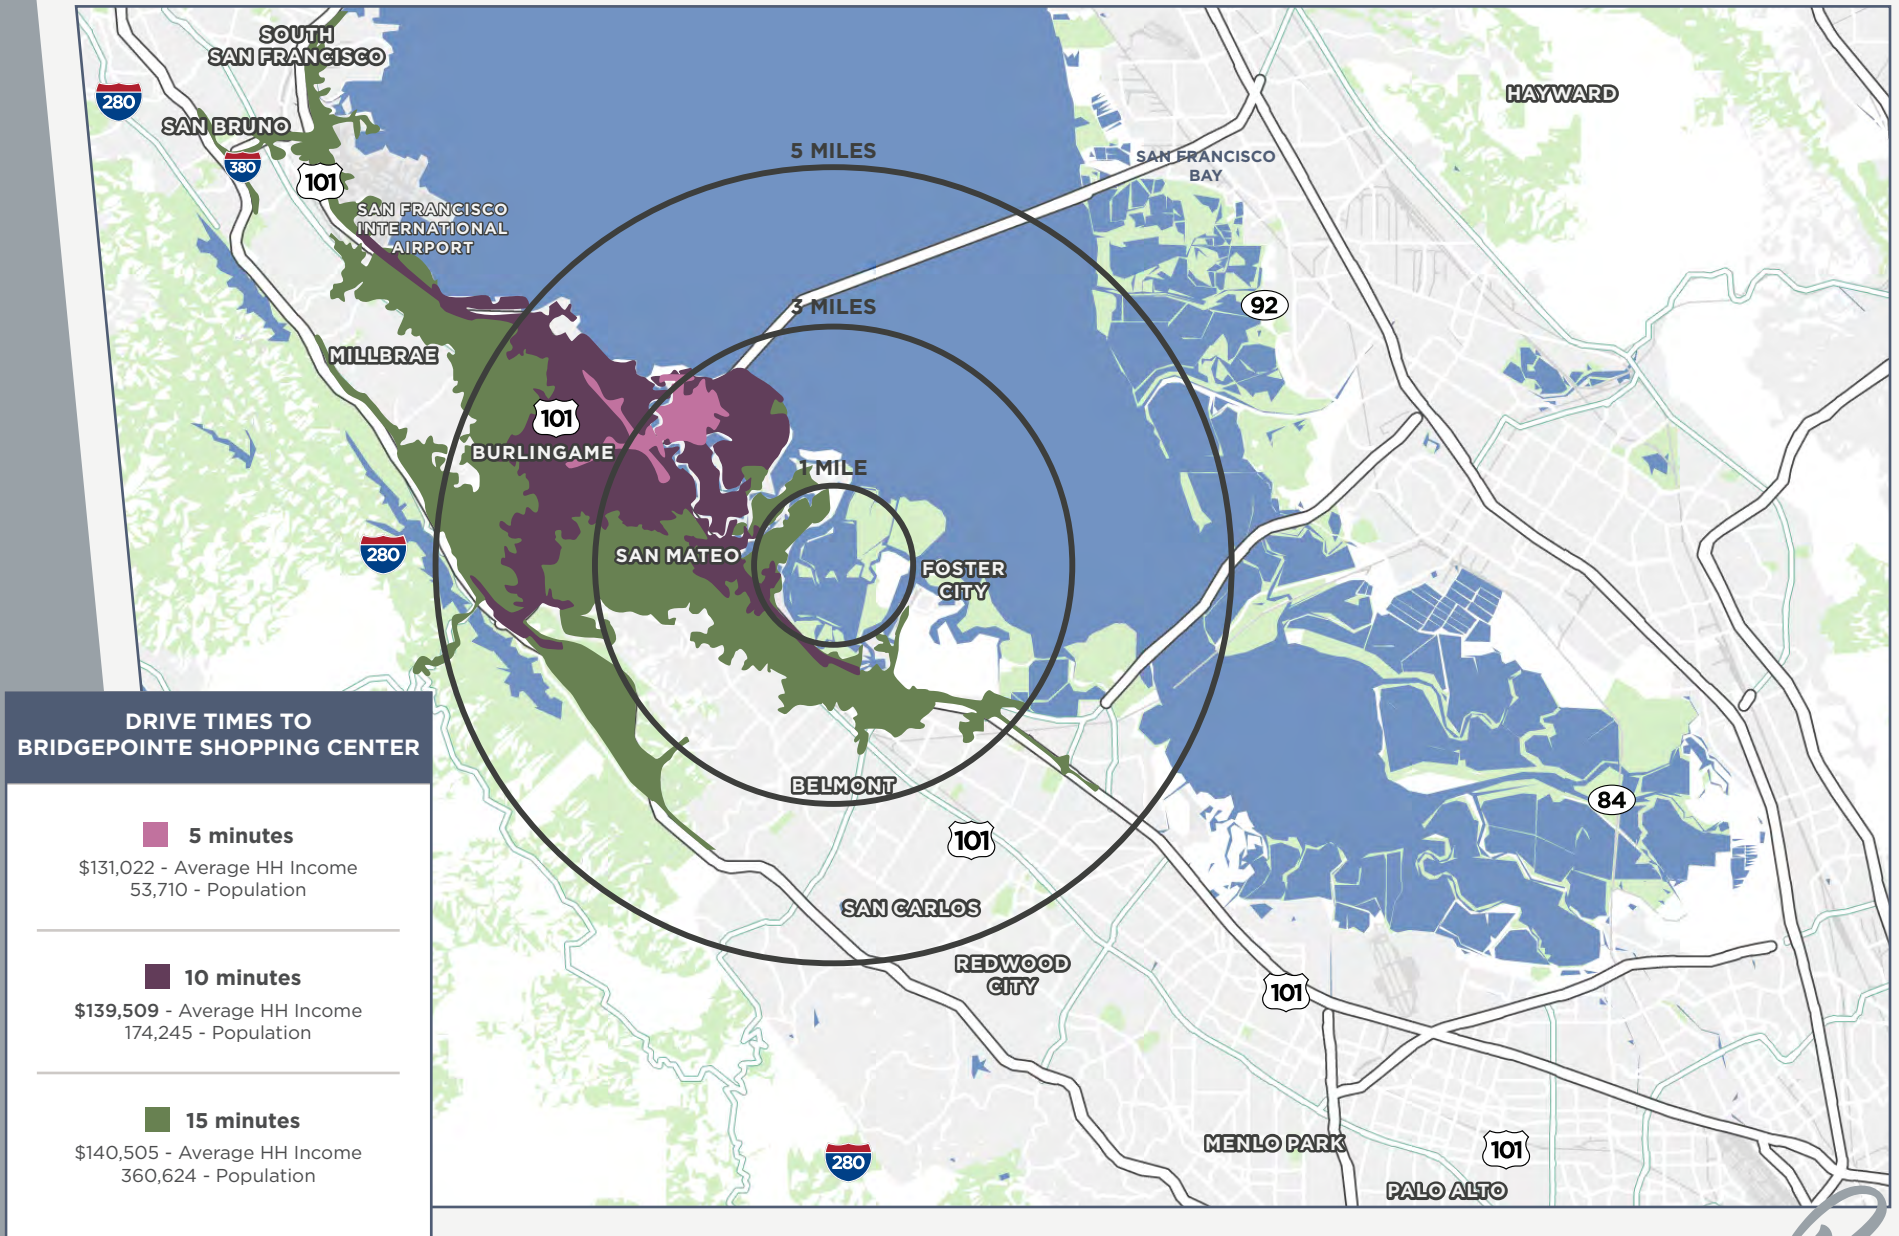 SOUTH
SAN FRANCISCO
280
SAN BRUNO
380
101
HAYWARD
5 MILES
SAN FRANCISCO
BAY
SAN FRANCISCO
INTERNATIONAL
AIRPORT
92
3 MILES
MILLBRAE
101
BURLINGAME
1 MILE
280
SAN MATEO
FOSTER
CITY
BELMONT
84
101
SAN CARLOS
REDWOOD
CITY
101
MENLO PARK
101
280
PALO ALTO
DRIVE TIMES TO
BRIDGEPOINTE SHOPPING CENTER
5 minutes
$131,022 - Average HH Income
53,710 - Population
10 minutes
$139,509 - Average HH Income
174,245 - Population
15 minutes
$140,505 - Average HH Income
360,624 - Population